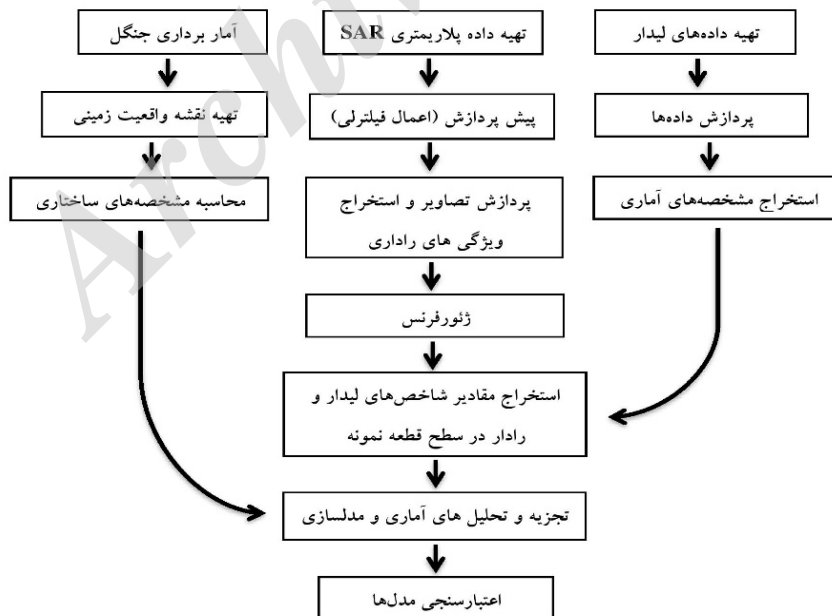 آمار برداری جنگل
تهیه داده پلاریمتری SAR
تهیه داده‌های لیدار
تهیه نقشه واقعیت زمینی
پیش پردازش (اعمال فیلترلی)
پردازش داده‌ها
محاسبه مشخصه‌های ساختاری
پردازش تصاویر و استخراج
ویژگی های راداری
استخراج مشخصه‌های آماری
ژئورفرنس
استخراج مقادیر شاخص‌های لیدار و
رادار در سطح قطعه نمونه
تجزیه و تحلیل های آماری و مدلسازی
اعتبارسنجی مدل‌ها
Archiv